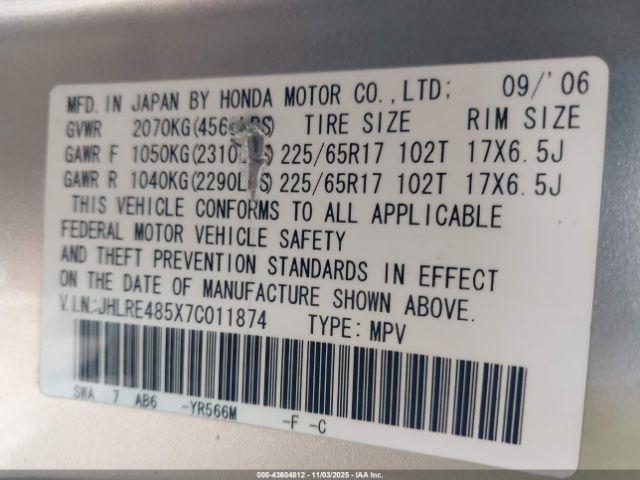 MFD. IN JAPAN BY HONDA MOTOR CO., LTD: 09/'06
GVWR 2070KG TIRE SIZE RIM SIZE
GAWR F 1050KG(2310LBS) 225/65R17 102T 17X6.5J
GAWR R 1040KG(2290LBS) 225/65R17 102T 17X6.5J
THIS VEHICLE CONFORMS TO ALL APPLICABLE
FEDERAL MOTOR VEHICLE SAFETY
AND THEFT PREVENTION STANDARDS IN EFFECT
ON THE DATE OF MANUFACTURE SHOWN ABOVE.
V.I.N.:JHLRE485X7C011874 TYPE: MPV
SWA 7 AB6 -YR566M -F -C
000-43604812 - 11/03/2025 - IAA Inc.